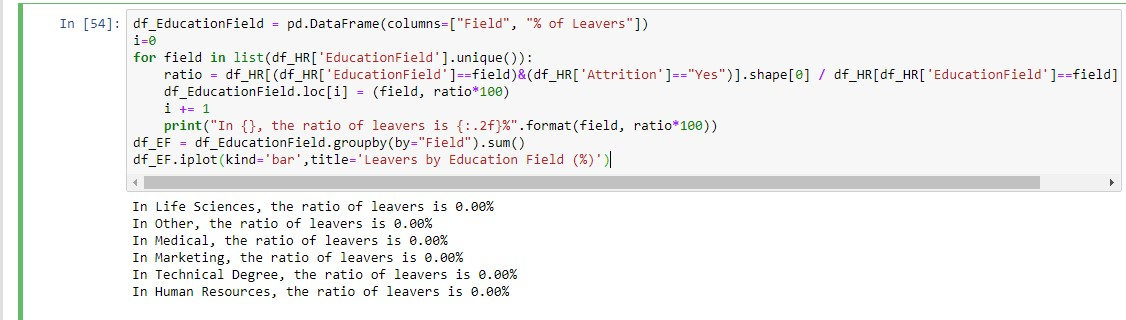 In [54]: df_EducationField = pd.DataFrame(columns=["Field", "% of Leavers"])
i=0
for field in list(df_HR['EducationField'].unique()):
    ratio = df_HR[(df_HR['EducationField']==field)&(df_HR['Attrition']=="Yes")].shape[0] / df_HR[df_HR['EducationField']==field]
    df_EducationField.loc[i] = (field, ratio*100)
    i += 1
    print("In {}, the ratio of leavers is {:.2f}%".format(field, ratio*100))
df_EF = df_EducationField.groupby(by="Field").sum()
df_EF.iplot(kind='bar',title='Leavers by Education Field (%)')
In Life Sciences, the ratio of leavers is 0.00%
In Other, the ratio of leavers is 0.00%
In Medical, the ratio of leavers is 0.00%
In Marketing, the ratio of leavers is 0.00%
In Technical Degree, the ratio of leavers is 0.00%
In Human Resources, the ratio of leavers is 0.00%